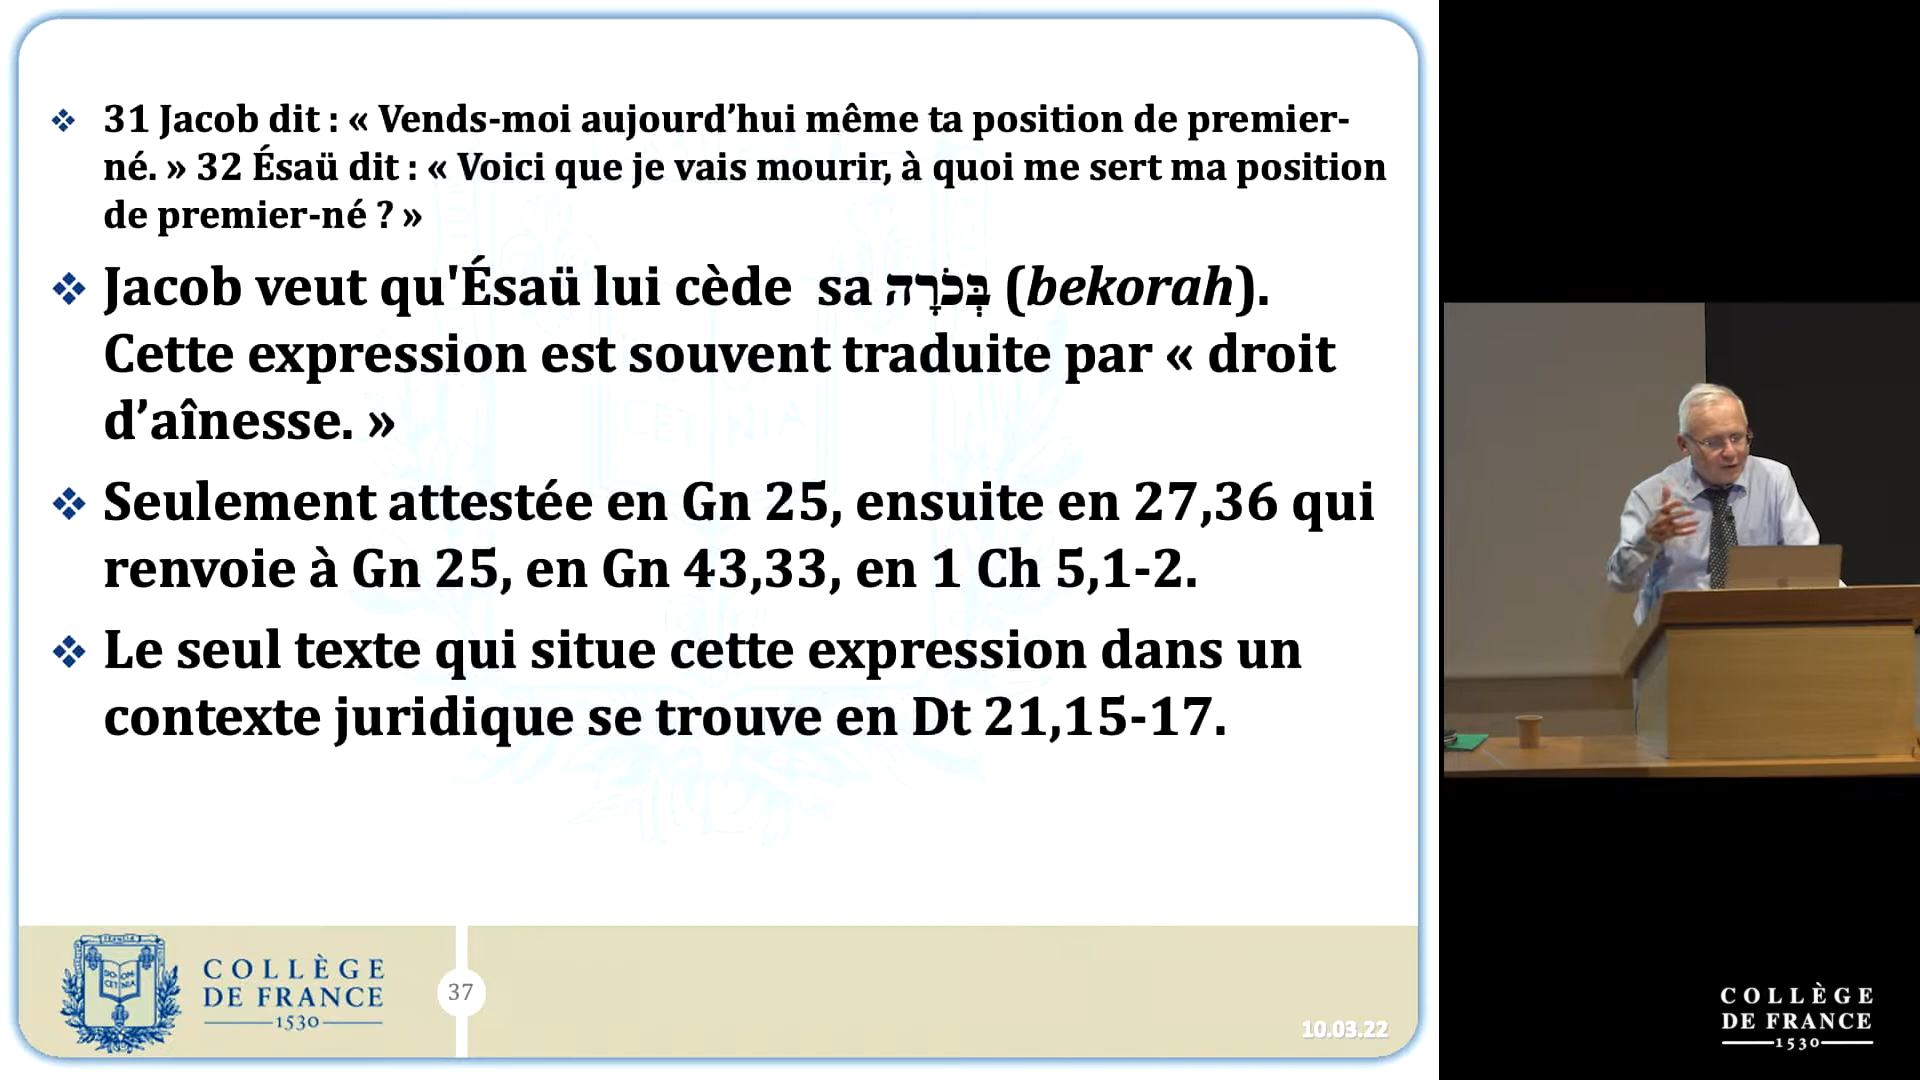 31 Jacob dit : « Vends-moi aujourd’hui même ta position de premier-
né. » 32 Ésaü dit : « Voici que je vais mourir, à quoi me sert ma position
de premier-né ? »
Jacob veut qu'Ésaü lui cède  sa בְּכֹרָה (bekorah).
Cette expression est souvent traduite par « droit
d’aînesse. »
Seulement attestée en Gn 25, ensuite en 27,36 qui
renvoie à Gn 25, en Gn 43,33, en 1 Ch 5,1-2.
Le seul texte qui situe cette expression dans un
contexte juridique se trouve en Dt 21,15-17.
COLLÈGE
DE FRANCE
1530
37
10.03.22
COLLÈGE
DE FRANCE
1530